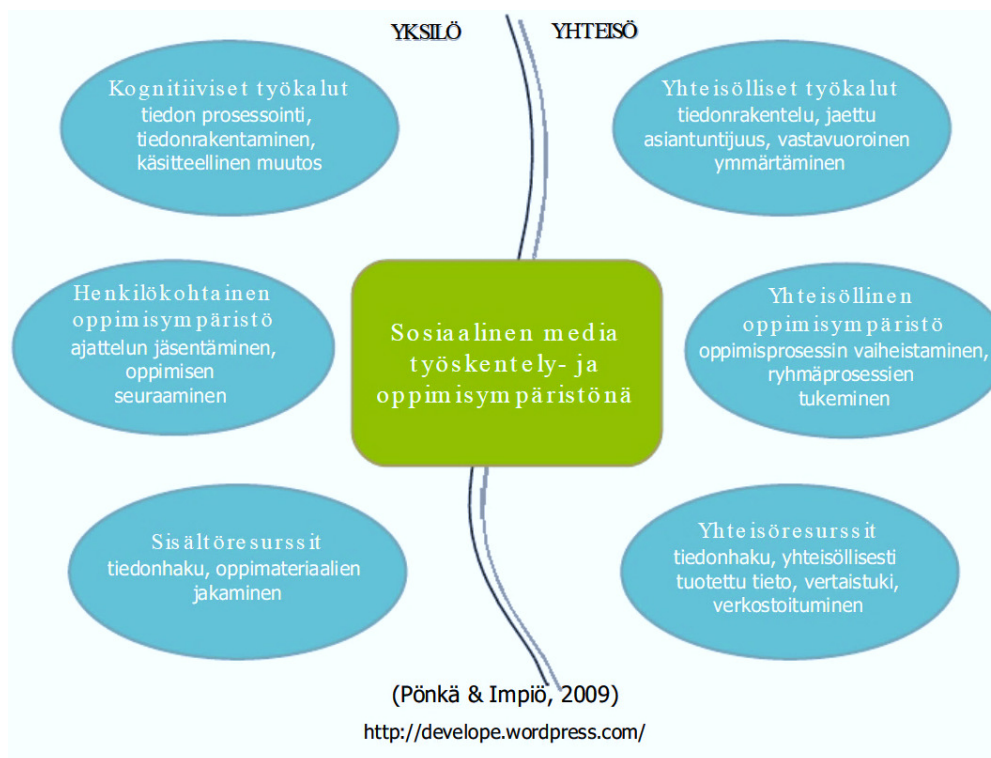 YKSILÖ
YHTEISÖ
Kognitiiviset työkalut
tiedon prosessointi,
tiedonrakentaminen,
käsitteellinen muutos
Yhteisölliset työkalut
tiedonrakentelu, jaettu
asiantuntijuus, vastavuoroinen
ymmärtäminen
Henkilökohtainen
oppimisympäristö
ajattelun jäsentäminen,
oppimisen
seuraaminen
Sosiaalinen media
työskentely- ja
oppimisympäristönä
Yhteisöllinen
oppimisympäristö
oppimisprosessin vaiheistaminen,
ryhmäprosessien
tukeminen
Sisältöresurssit
tiedonhaku, oppimateriaalien
jakaminen
Yhteisöresurssit
tiedonhaku, yhteisöllisesti
tuotettu tieto, vertaistuki,
verkostoituminen
(Pönkä & Impiö, 2009)
http://develope.wordpress.com/